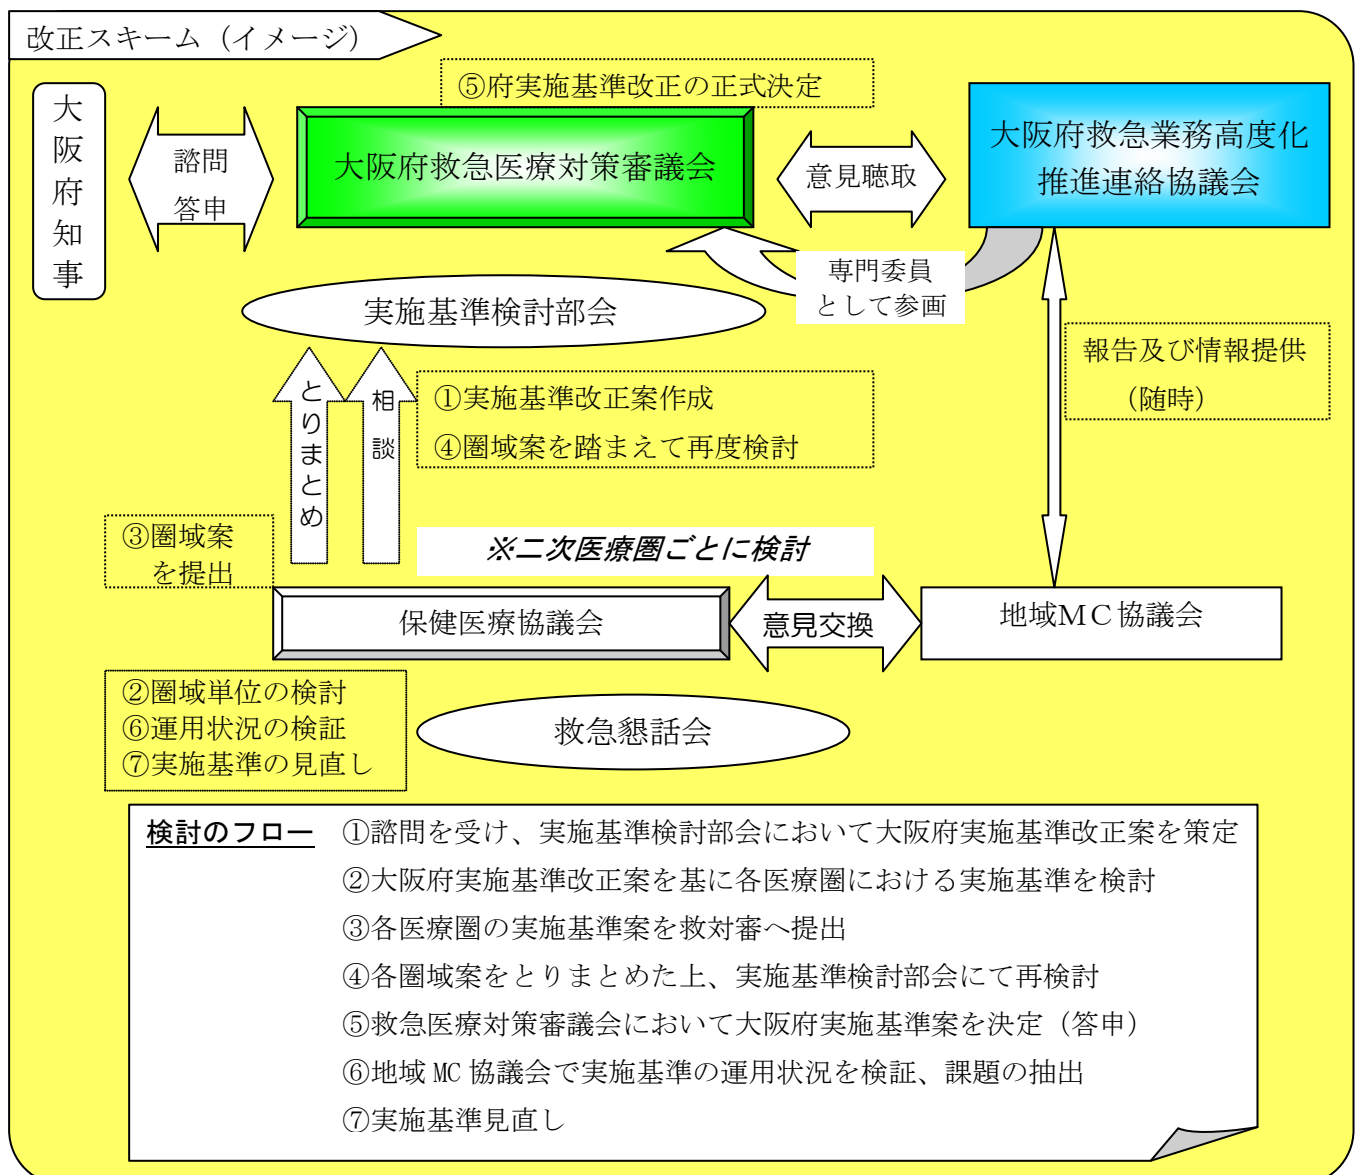 改正スキーム（イメージ）
⑤府実施基準改正の正式決定
大阪府知事
諮問
答申
大阪府救急医療対策審議会
意見聴取
大阪府救急業務高度化
推進連絡協議会
専門委員
として参画
実施基準検討部会
報告及び情報提供
（随時）
とりまとめ
相談
①実施基準改正案作成
④圏域案を踏まえて再度検討
③圏域案
を提出
※二次医療圏ごとに検討
保健医療協議会
意見交換
地域ＭＣ協議会
②圏域単位の検討
⑥運用状況の検証
⑦実施基準の見直し
救急懇話会
検討のフロー ①諮問を受け、実施基準検討部会において大阪府実施基準改正案を策定
②大阪府実施基準改正案を基に各医療圏における実施基準を検討
③各医療圏の実施基準案を救対審へ提出
④各圏域案をとりまとめた上、実施基準検討部会にて再検討
⑤救急医療対策審議会において大阪府実施基準案を決定（答申）
⑥地域 MC 協議会で実施基準の運用状況を検証、課題の抽出
⑦実施基準見直し